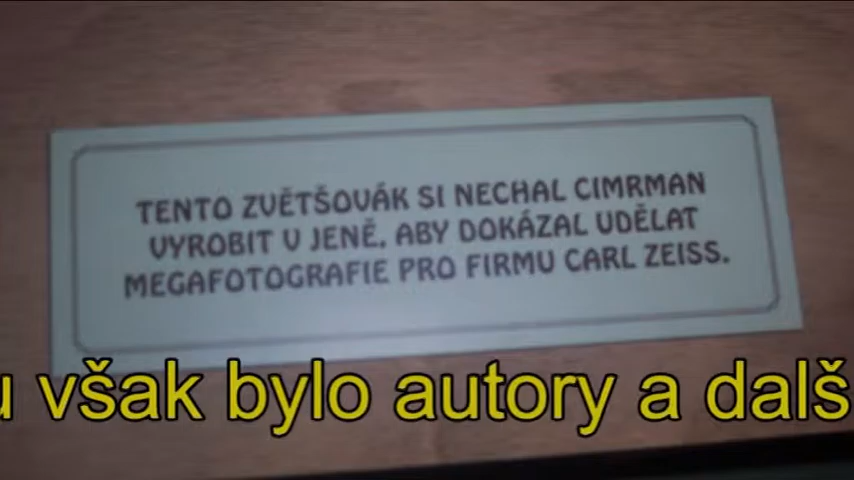 TENTO ZVĚTŠOVÁK SI NECHAL CIMRMAN
VYROBIT V JENĚ, ABY DOKÁZAL UDĚLAT
MEGAFOTOGRAFIE PRO FIRMU CARL ZEISS.
však bylo autory a